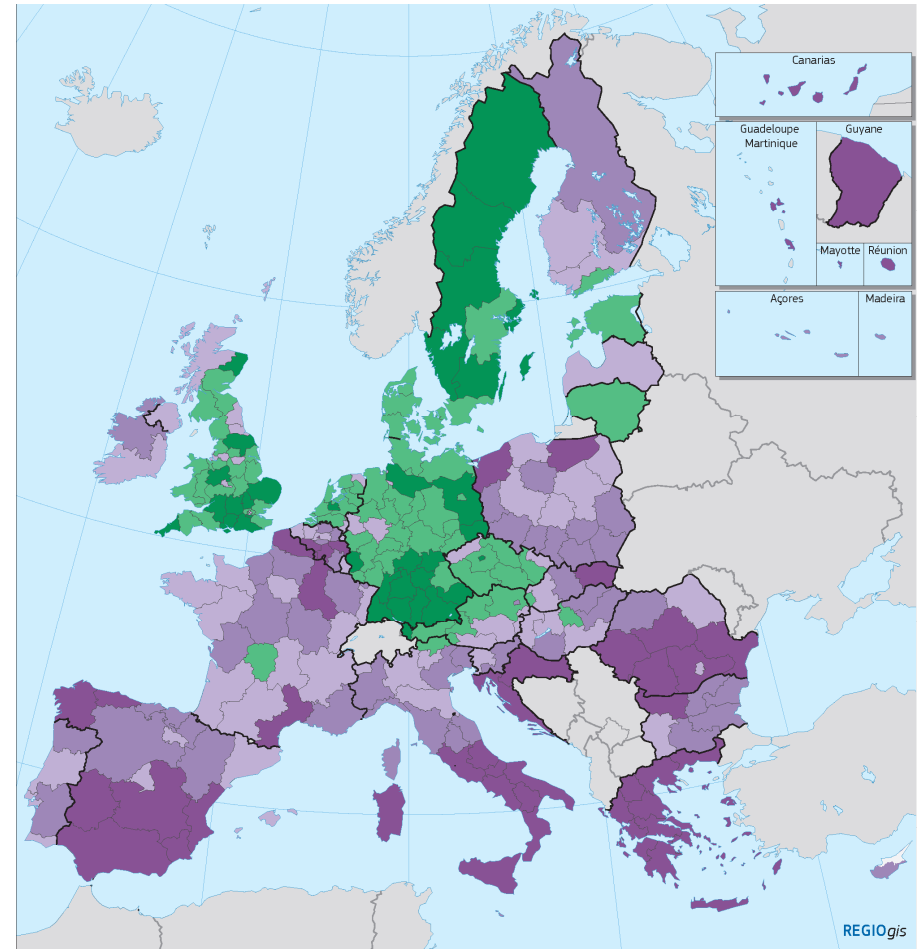 Canarias
Guadeloupe
Martinique
Guyane
Mayotte
Réunion
Açores
Madeira
REGIOgis